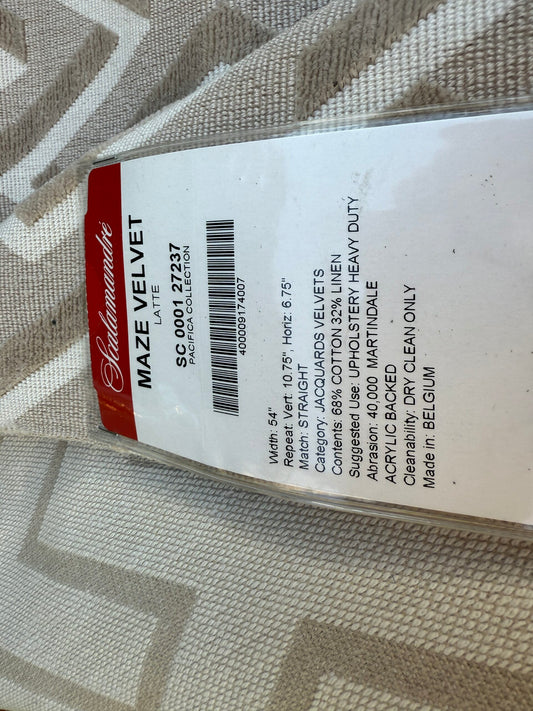 Scalamandré
MAZE VELVET
LATTE
SC 0001 27237
PACIFICA COLLECTION
400009174007
Width: 54"
Repeat: Vert: 10.75", Horiz: 6.75"
Match: STRAIGHT
Category: JACQUARDS VELVETS
Contents: 68% COTTON 32% LINEN
Suggested Use: UPHOLSTERY HEAVY DUTY
Abrasion: 40,000 MARTINDALE
ACRYLIC BACKED
Cleanability: DRY CLEAN ONLY
Made in: BELGIUM